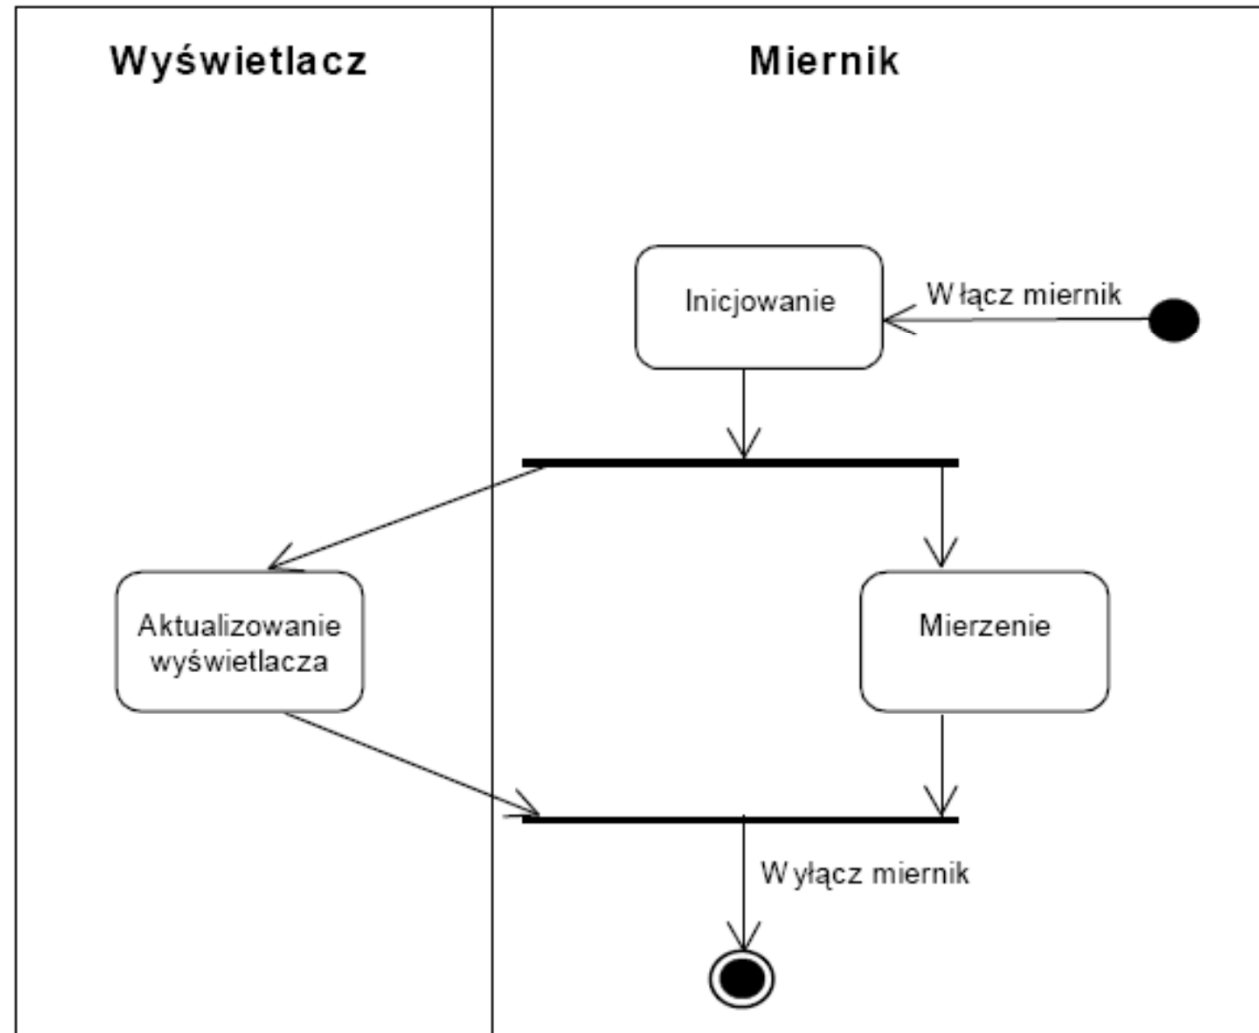 Wyświetlacz
Miernik
Inicjowanie
Włącz miernik
Aktualizowanie
wyświetlacza
Mierzenie
Wyłącz miernik